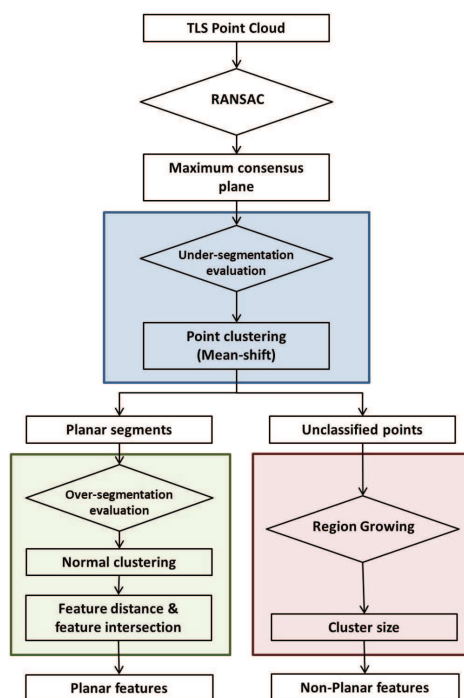 TLS Point Cloud
RANSAC
Maximum consensus
plane
Under-segmentation
evaluation
Point clustering
(Mean-shift)
Planar segments
Unclassified points
Over-segmentation
evaluation
Region Growing
Normal clustering
Feature distance &
feature intersection
Cluster size
Planar features
Non-Planar features